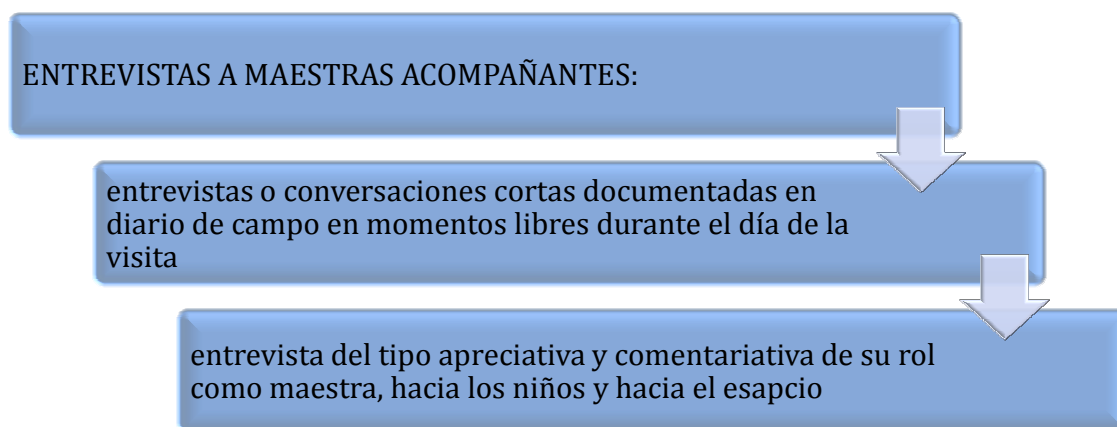 ENTREVISTAS A MAESTRAS ACOMPAÑANTES:
entrevistas o conversaciones cortas documentadas en
diario de campo en momentos libres durante el día de la
visita
entrevista del tipo apreciativa y comentariativa de su rol
como maestra, hacia los niños y hacia el esapcio